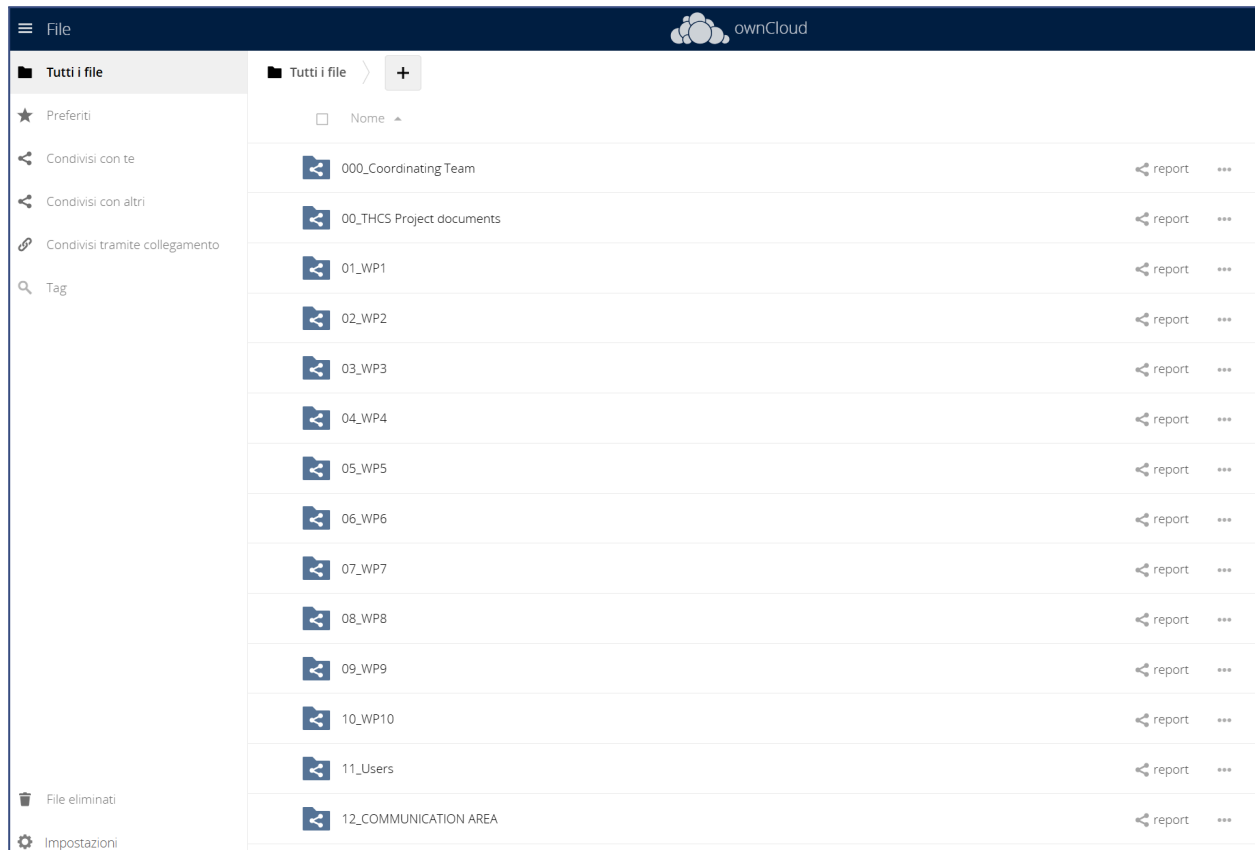 File
ownCloud
Tutti i file
Preferiti
Condivisi con te
Condivisi con altri
Condivisi tramite collegamento
Tag
File eliminati
Impostazioni
Tutti i file +
Nome
000_Coordinating Team report
00_THCS Project documents report
01_WP1 report
02_WP2 report
03_WP3 report
04_WP4 report
05_WP5 report
06_WP6 report
07_WP7 report
08_WP8 report
09_WP9 report
10_WP10 report
11_Users report
12_COMMUNICATION AREA report